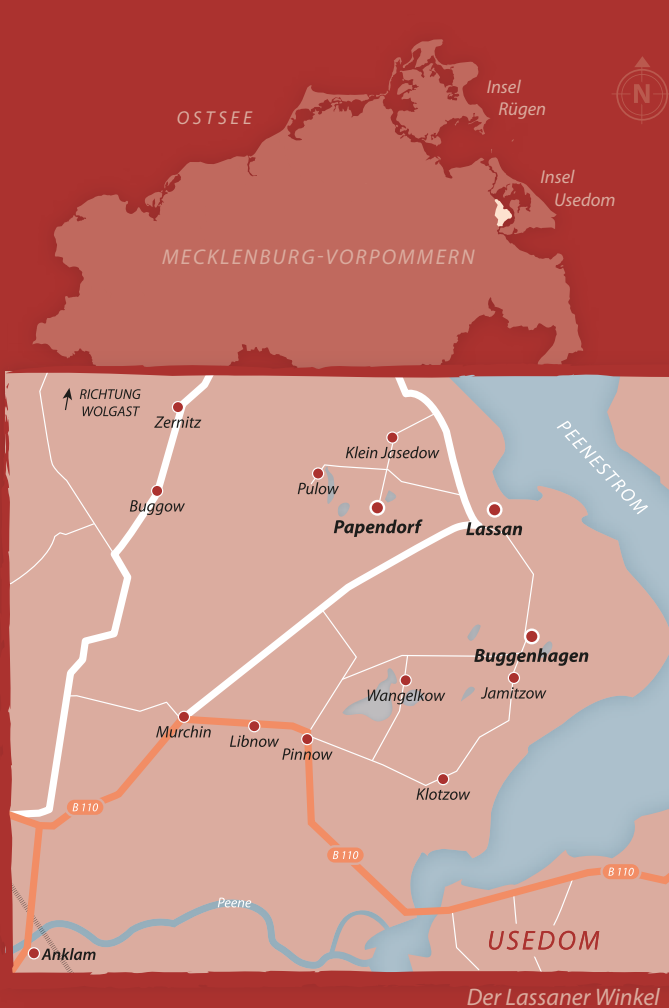 Insel
Rügen
OSTSEE
N
Insel
Usedom
MECKLENBURG-VORPOMMERN
RICHTUNG
WOLGAST
Zernitz
Klein Jasedow
PEENESTROM
Pulow
Buggow
Papendorf
Lassan
Buggenhagen
Wangelkow
Jamitzow
Murchin
Libnow
Pinnow
Klotzow
B 110
B 110
B 110
Peene
USEDOM
Anklam
Der Lassaner Winkel